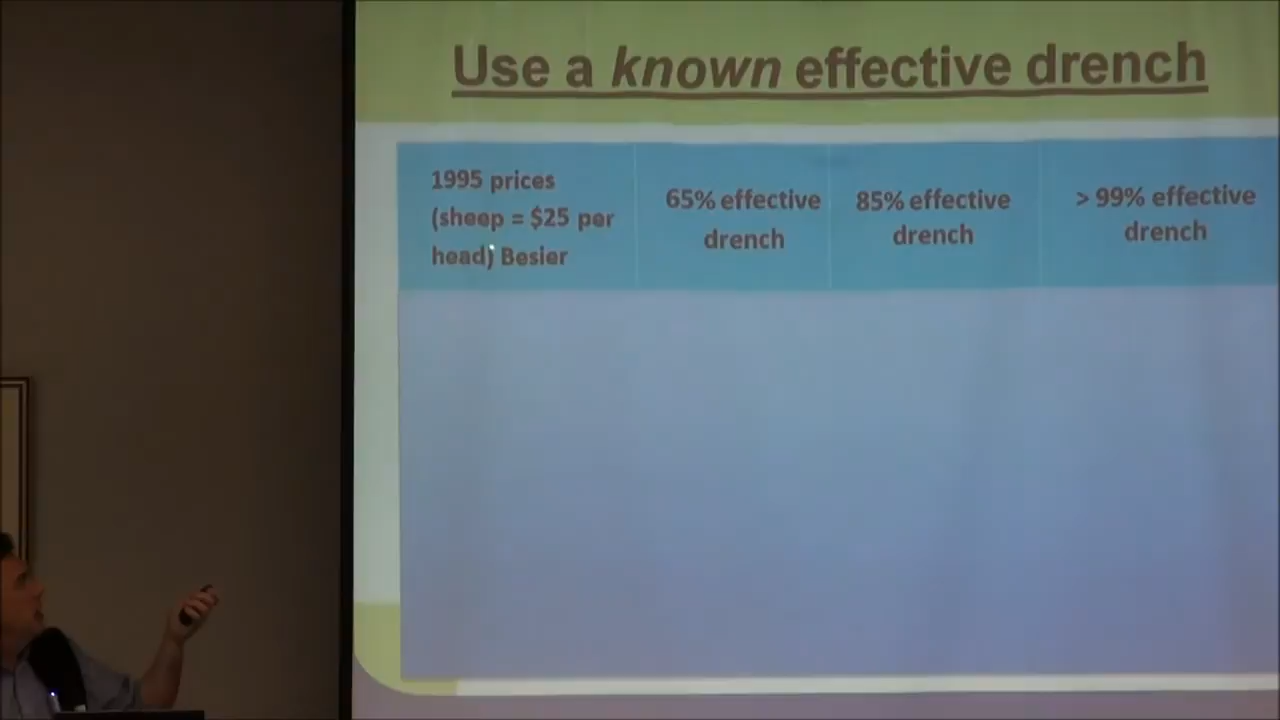 Use a known effective drench
1995 prices
(sheep = $25 per
head) Besier
65% effective
drench
85% effective
drench
> 99% effective
drench